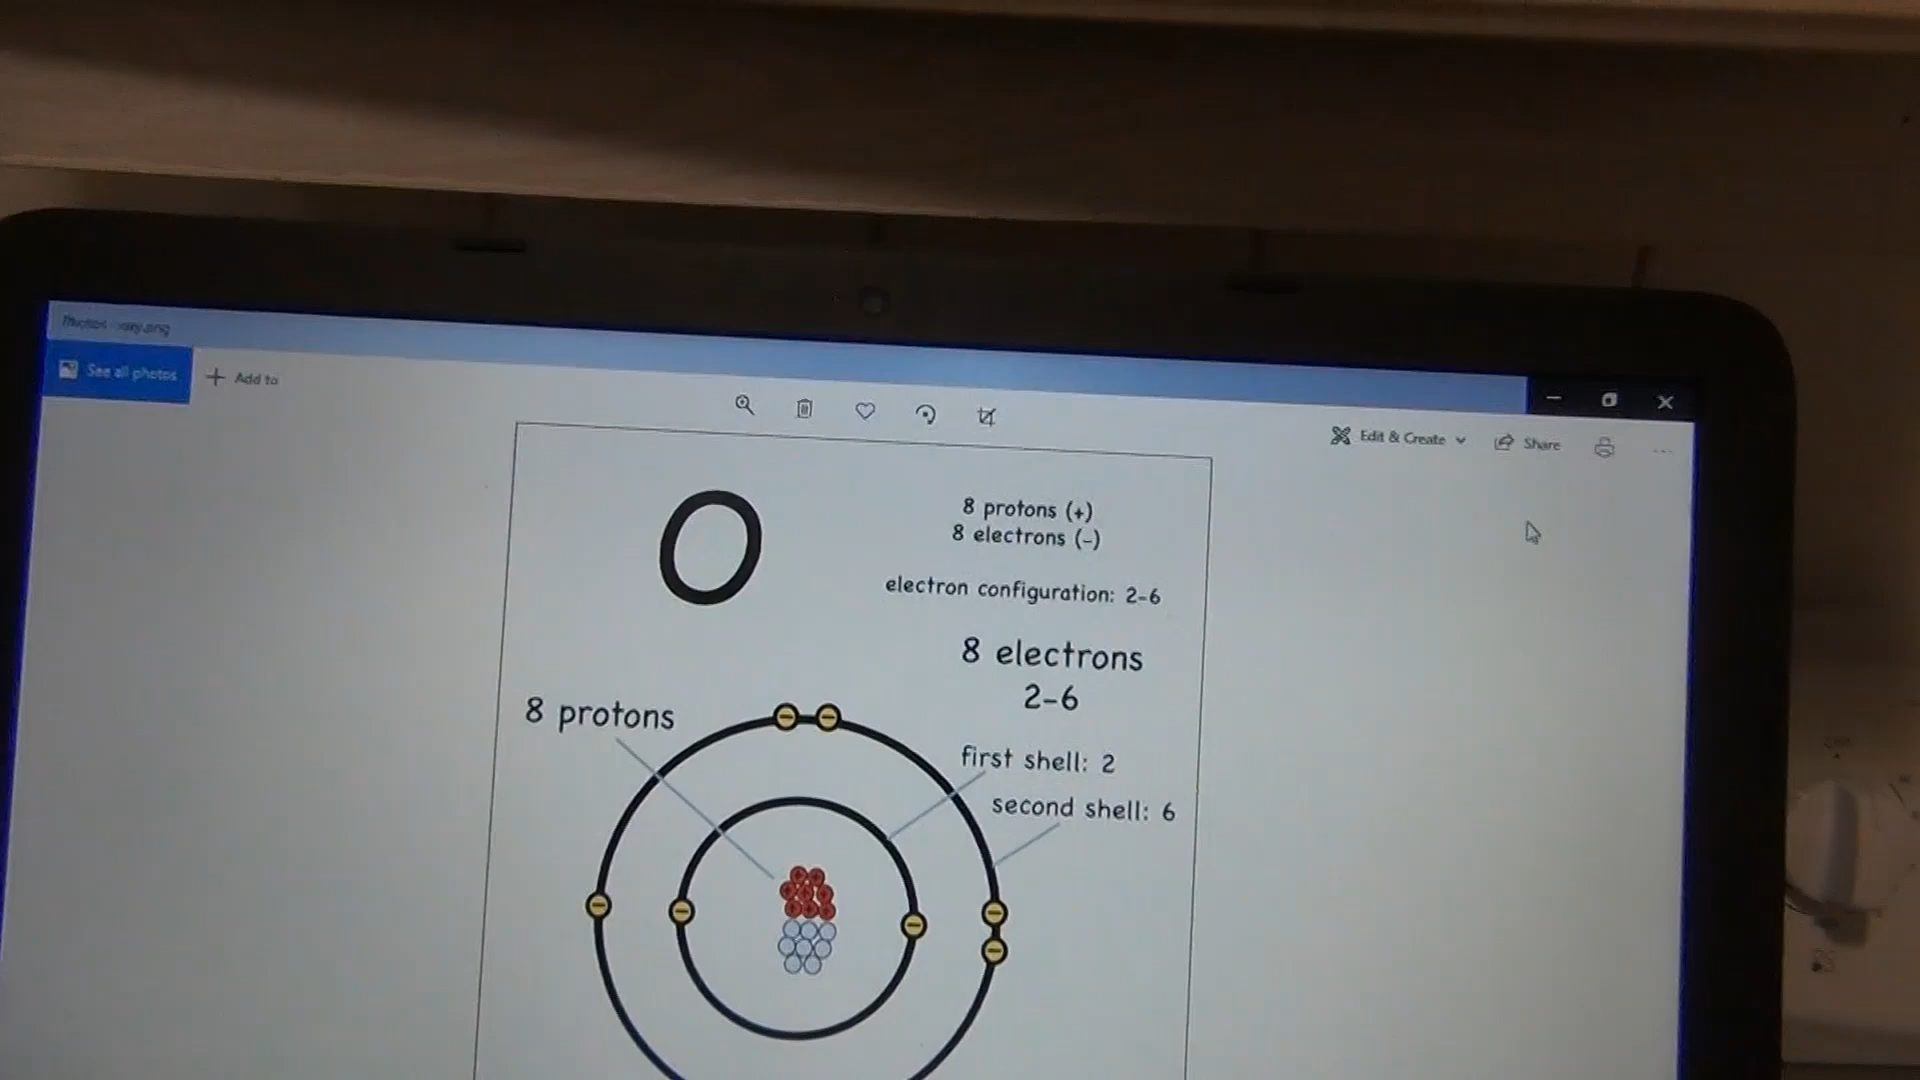 See all photos
Add to
Edit & Create
Share
O
8 protons (+)
8 electrons (-)
electron configuration: 2-6
8 electrons
2-6
8 protons
first shell: 2
second shell: 6